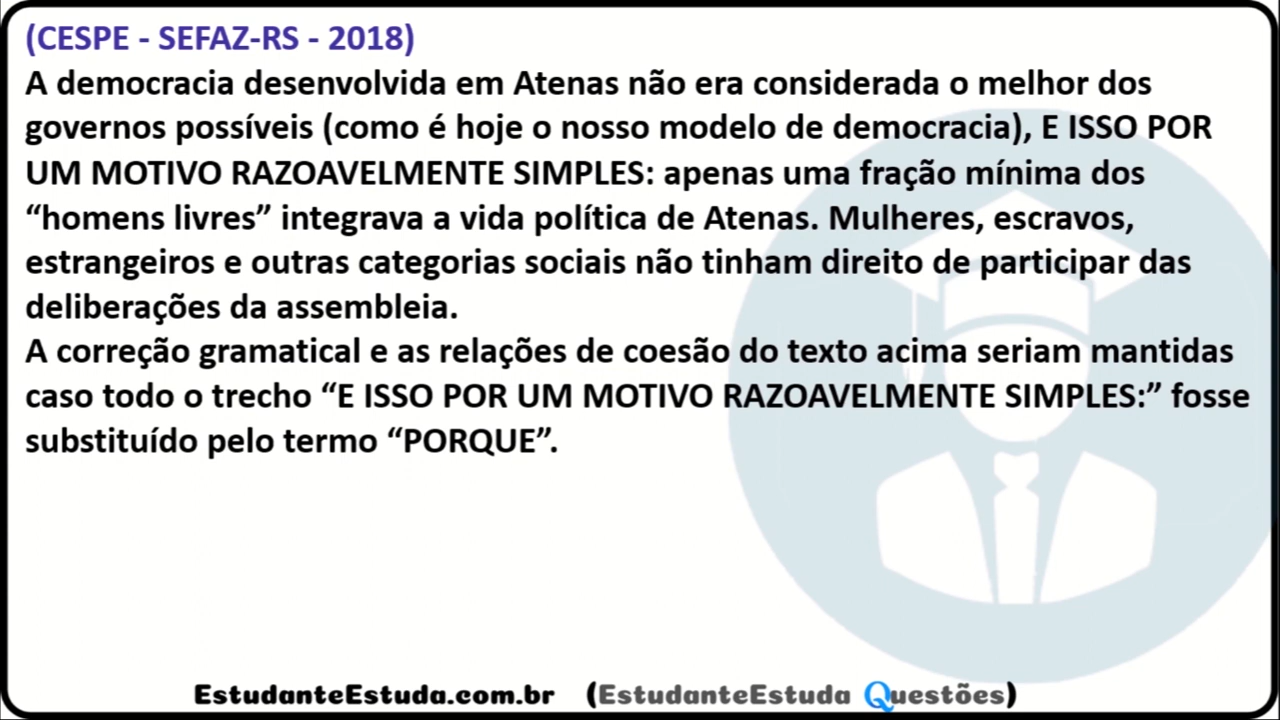 (CESPE - SEFAZ-RS - 2018)
A democracia desenvolvida em Atenas não era considerada o melhor dos
governos possíveis (como é hoje o nosso modelo de democracia), E ISSO POR
UM MOTIVO RAZOAVELMENTE SIMPLES: apenas uma fração mínima dos
“homens livres” integrava a vida política de Atenas. Mulheres, escravos,
estrangeiros e outras categorias sociais não tinham direito de participar das
deliberações da assembleia.
A correção gramatical e as relações de coesão do texto acima seriam mantidas
caso todo o trecho “E ISSO POR UM MOTIVO RAZOAVELMENTE SIMPLES:” fosse
substituído pelo termo “PORQUE”.
EstudanteEstuda.com.br (EstudanteEstuda Questões)